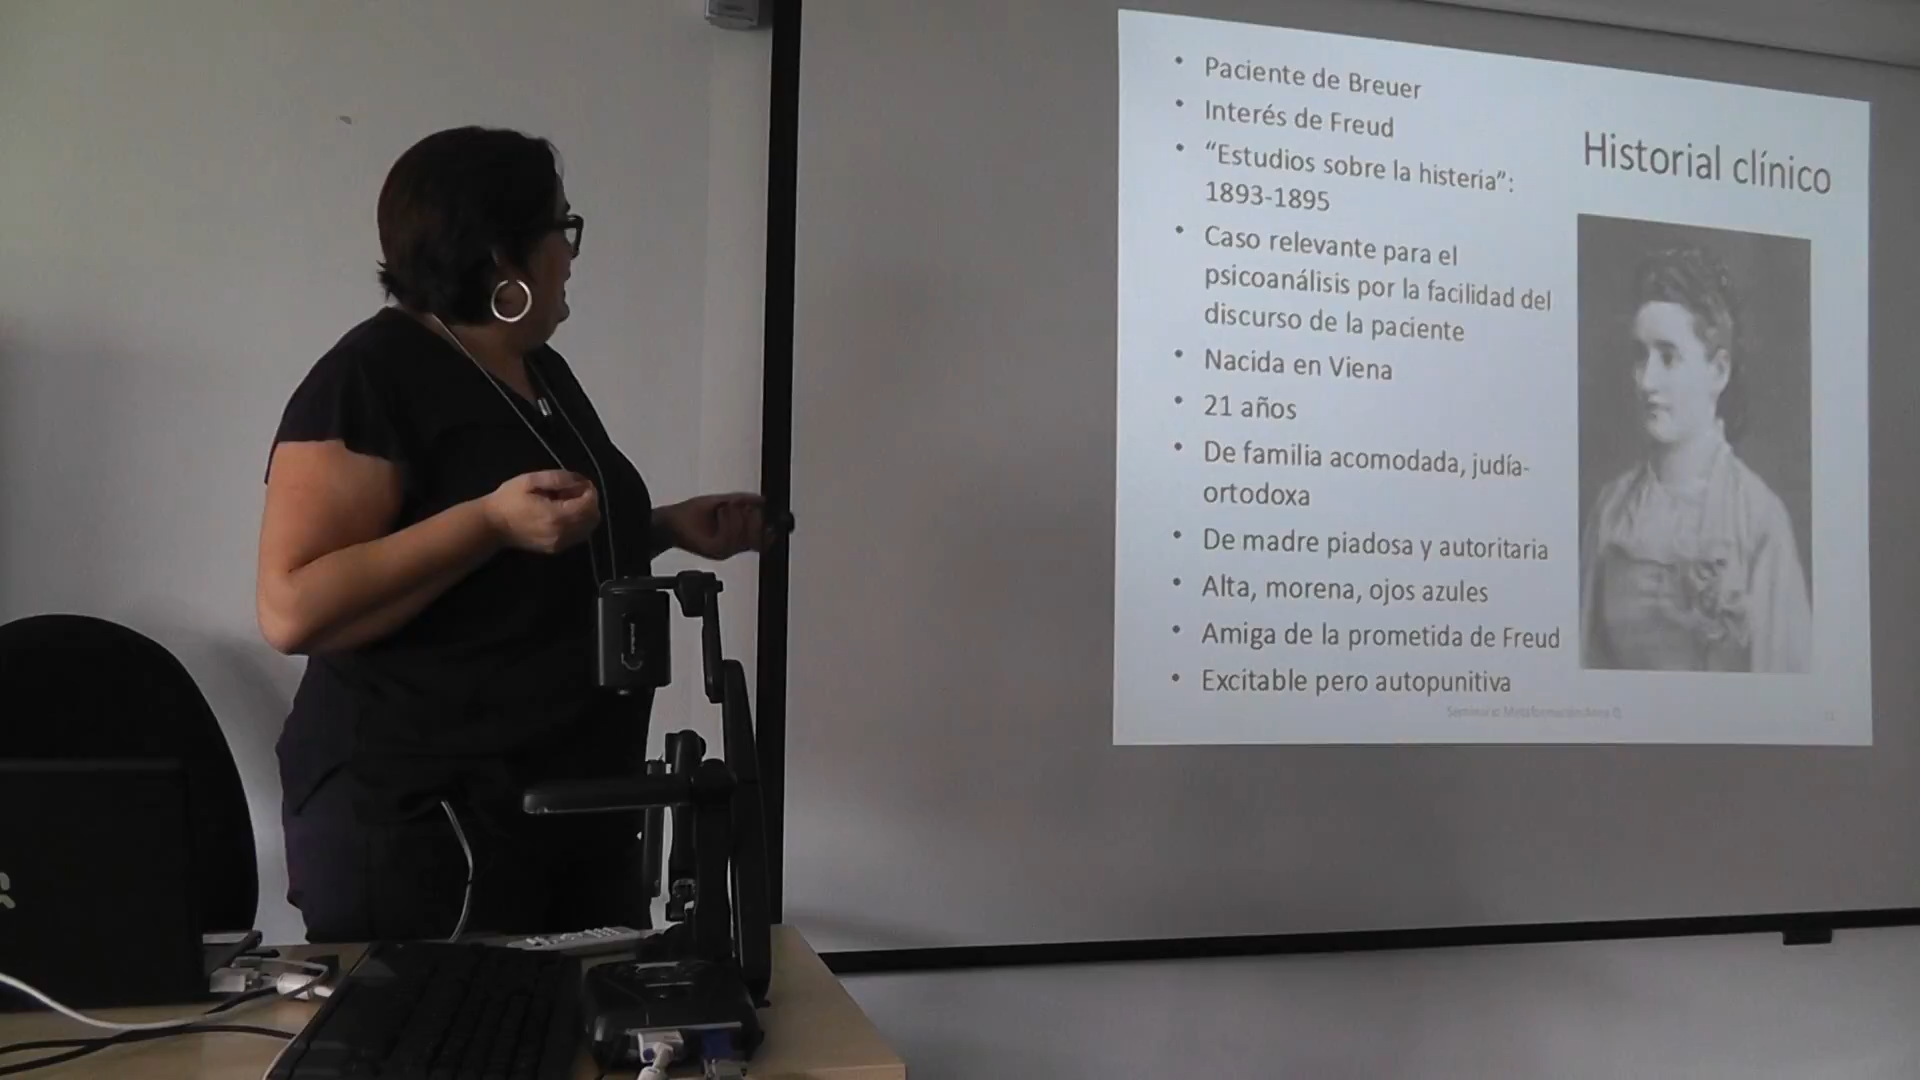 Historial clínico
• Paciente de Breuer
• Interés de Freud
• “Estudios sobre la histeria”:
1893-1895
• Caso relevante para el
psicoanálisis por la facilidad del
discurso de la paciente
• Nacida en Viena
• 21 años
• De familia acomodada, judía-
ortodoxa
• De madre piadosa y autoritaria
• Alta, morena, ojos azules
• Amiga de la prometida de Freud
• Excitable pero autopunitiva